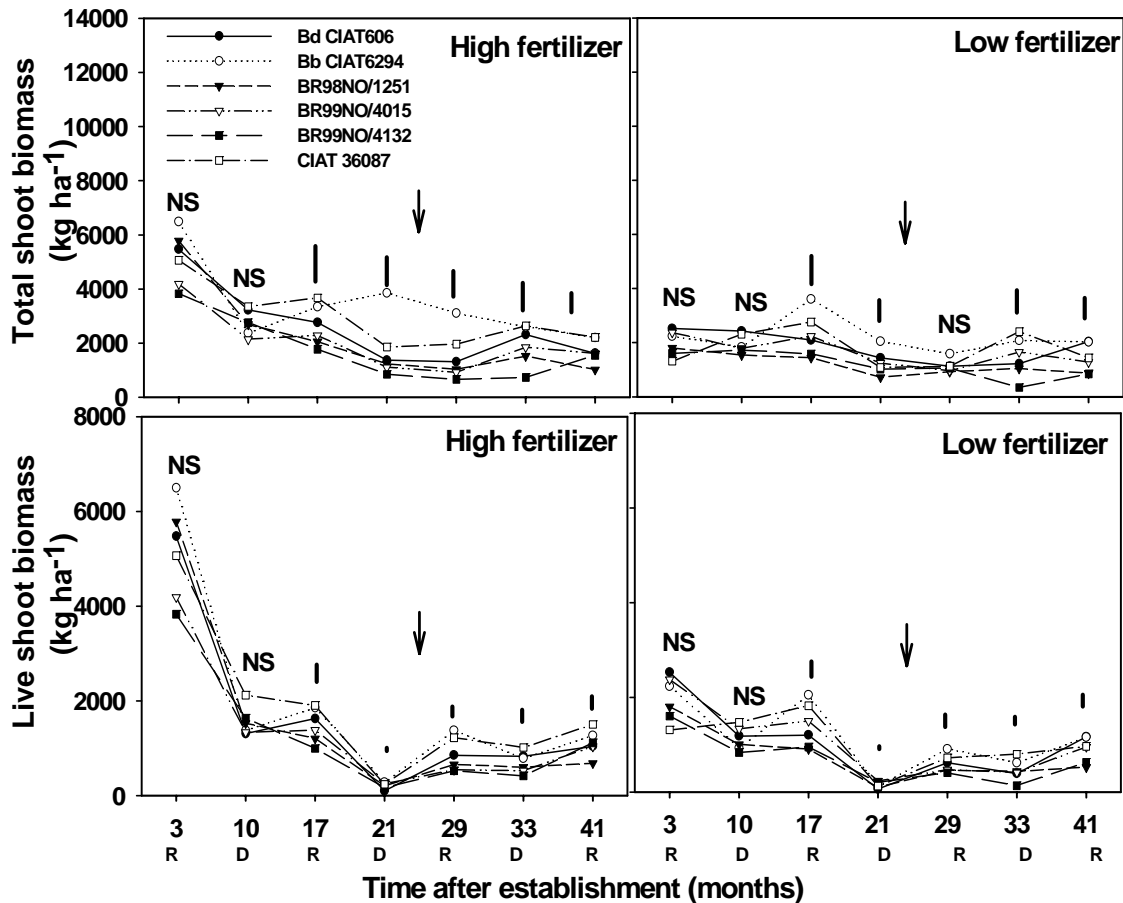 Total shoot biomass
(kg ha-1)
14000
12000
10000
8000
6000
4000
2000
0
Bd CIAT606
Bb CIAT6294
BR98NO/1251
BR99NO/4015
BR99NO/4132
CIAT 36087
High fertilizer
NS
NS
Low fertilizer
NS
NS
NS
Live shoot biomass
(kg ha-1)
8000
6000
4000
2000
0
High fertilizer
NS
NS
Low fertilizer
NS
NS
3 10 17 21 29 33 41
R D R D R D R
3 10 17 21 29 33 41
R D R D R D R
Time after establishment (months)